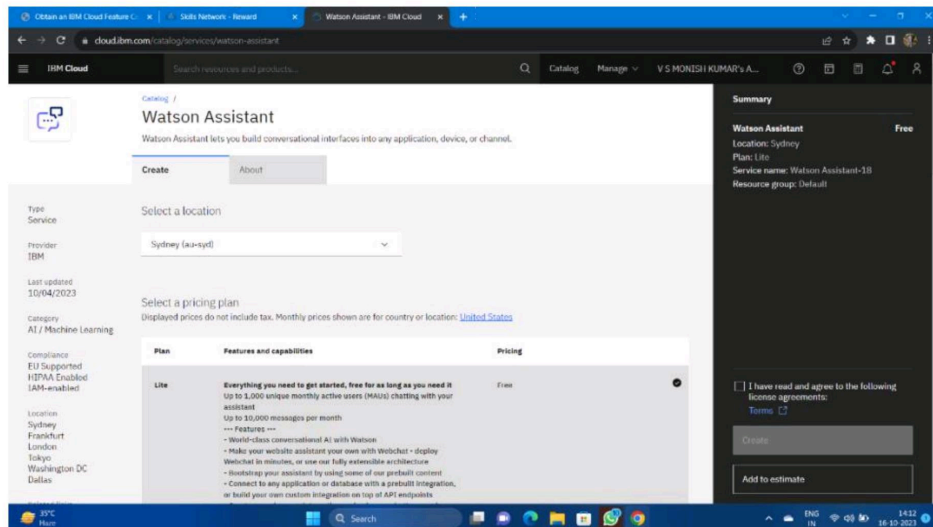 Obtain an IBM Cloud Feature C
Skills Network - Reward
Watson Assistant - IBM Cloud
cloud.ibm.com/catalog/services/watson-assistant
IBM Cloud
Search resources and products...
Catalog
Manage
V S MONISH KUMAR's A...
Catalog /
Watson Assistant
Watson Assistant lets you build conversational interfaces into any application, device, or channel.
Create
About
Type
Service
Provider
IBM
Last updated
10/04/2023
Category
AI / Machine Learning
Compliance
EU Supported
HIPAA Enabled
IAM-enabled
Location
Sydney
Frankfurt
London
Tokyo
Washington DC
Dallas
Select a location
Sydney (au-syd)
Select a pricing plan
Displayed prices do not include tax. Monthly prices shown are for country or location: United States
Plan
Features and capabilities
Pricing
Lite
Everything you need to get started, free for as long as you need it
Free
Up to 1,000 unique monthly active users (MAUs) chatting with your
assistant
Up to 10,000 messages per month
--- Features ---
- World-class conversational AI with Watson
- Make your website assistant your own with Webchat - deploy
Webchat in minutes, or use our fully extensible architecture
- Bootstrap your assistant by using some of our prebuilt content
- Connect to any application or database with a prebuilt integration,
or build your own custom integration on top of API endpoints
Summary
Watson Assistant
Free
Location: Sydney
Plan: Lite
Service name: Watson Assistant-18
Resource group: Default
I have read and agree to the following
license agreements:
Terms
Create
Add to estimate
35°C
Haze
Search
ENG
IN
14:12
16-10-2023